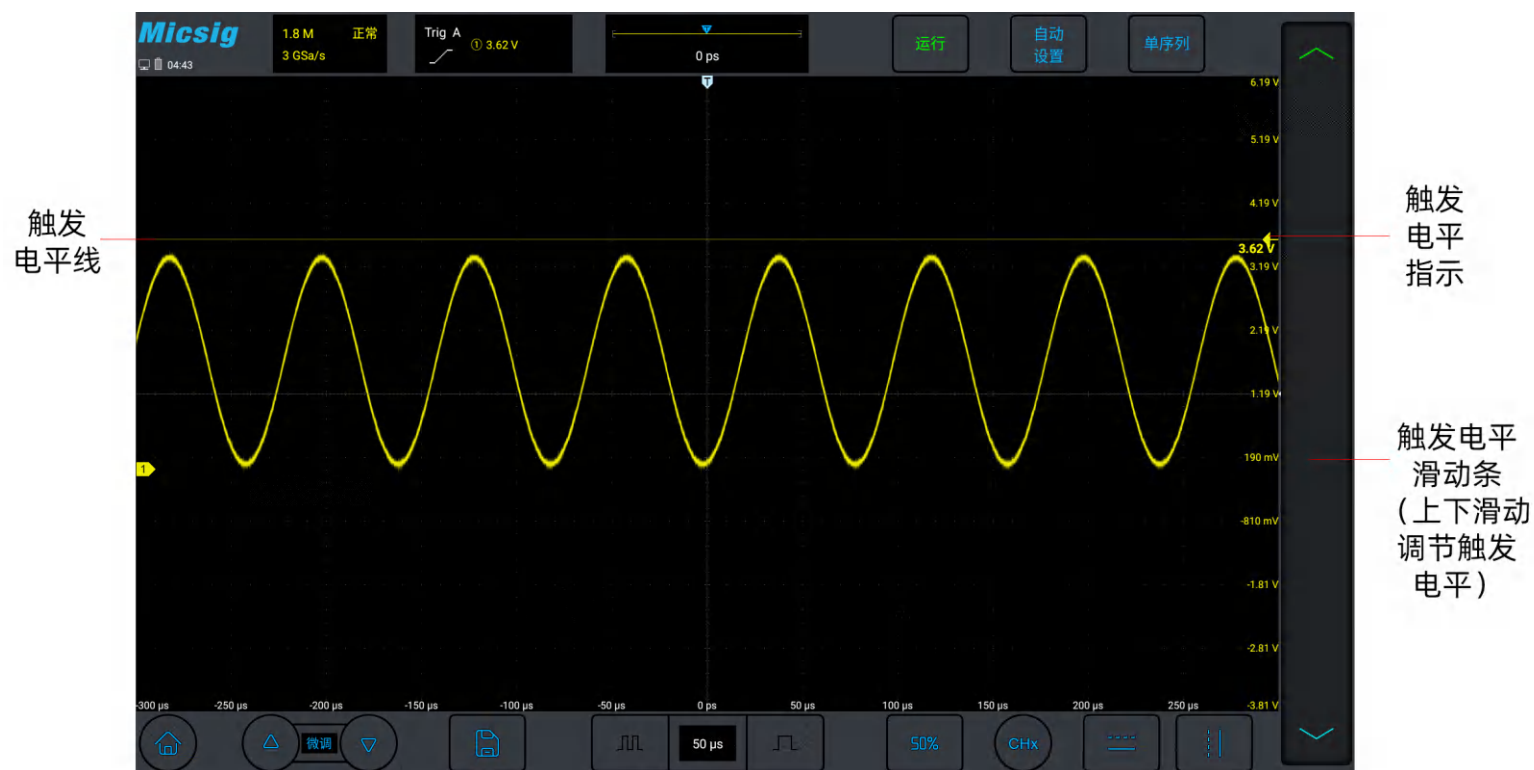 Micsig
04:43
1.8 M 正常
3 GSa/s
Trig A
① 3.62 V
0 ps
运行
自动
设置
单序列
T
6.19 V
5.19 V
4.19 V
3.62 V
3.19 V
2.19 V
1.19 V
190 mV
-810 mV
-1.81 V
-2.81 V
-3.81 V
触发
电平线
触发
电平
指示
触发电平
滑动条
(上下滑动
调节触发
电平)
1
-300 µs -250 µs -200 µs -150 µs -100 µs -50 µs 0 ps 50 µs 100 µs 150 µs 200 µs 250 µs
微调
50 µs
50%
CHx